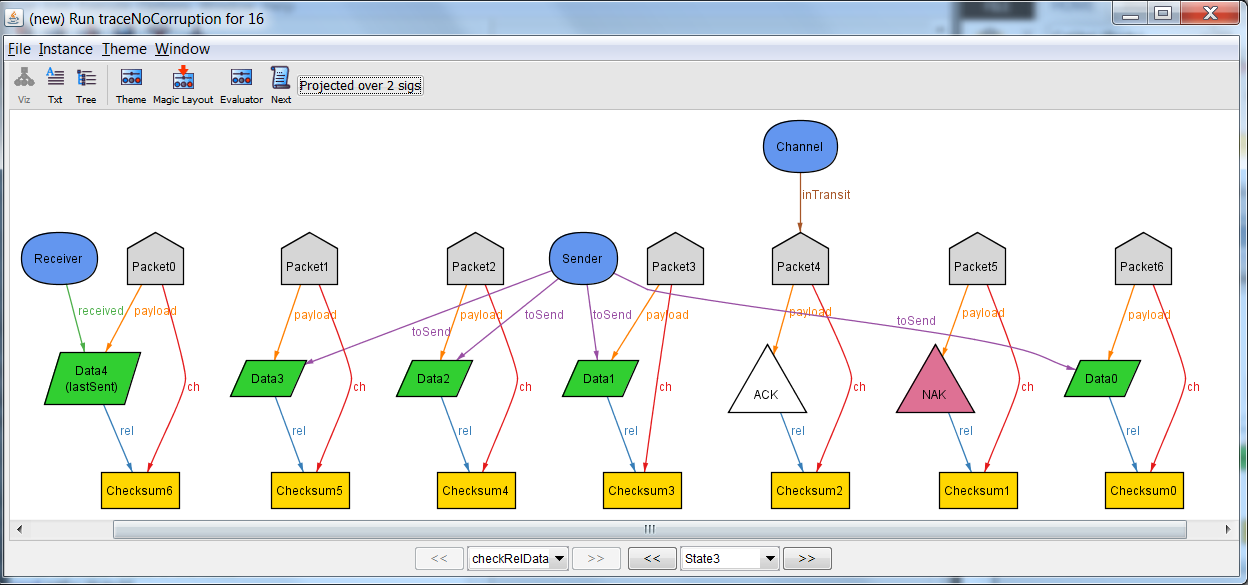 (new) Run traceNoCorruption for 16
File Instance Theme Window
Viz Txt Tree Theme Magic Layout Evaluator Next Projected over 2 sigs
Channel
inTransit
Receiver Packet0 Packet1 Packet2 Sender Packet3 Packet4 Packet5 Packet6
received payload payload payload toSend toSend payload payload payload payload
toSend toSend
Data4
(lastSent)
Data3 Data2 Data1 ACK NAK Data0
ch ch ch ch ch ch ch
rel rel rel rel rel rel rel
Checksum6 Checksum5 Checksum4 Checksum3 Checksum2 Checksum1 Checksum0
<< checkRelData >> << State3 >>